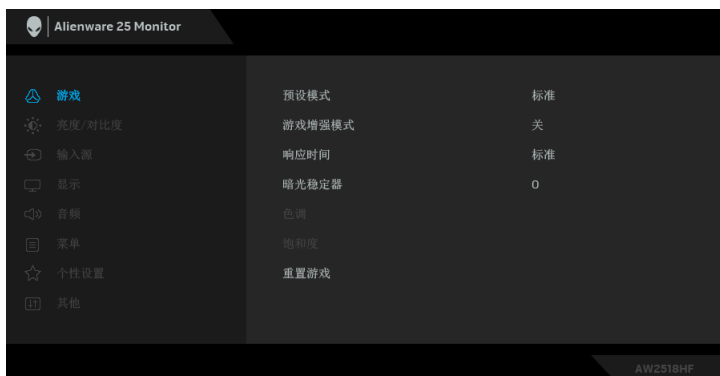 Alienware 25 Monitor
游戏 预设模式 标准
亮度/对比度 游戏增强模式 关
输入源 响应时间 标准
显示 暗光稳定器 0
音频 色调
菜单 饱和度
个性设置 重置游戏
其他
AW2518HF